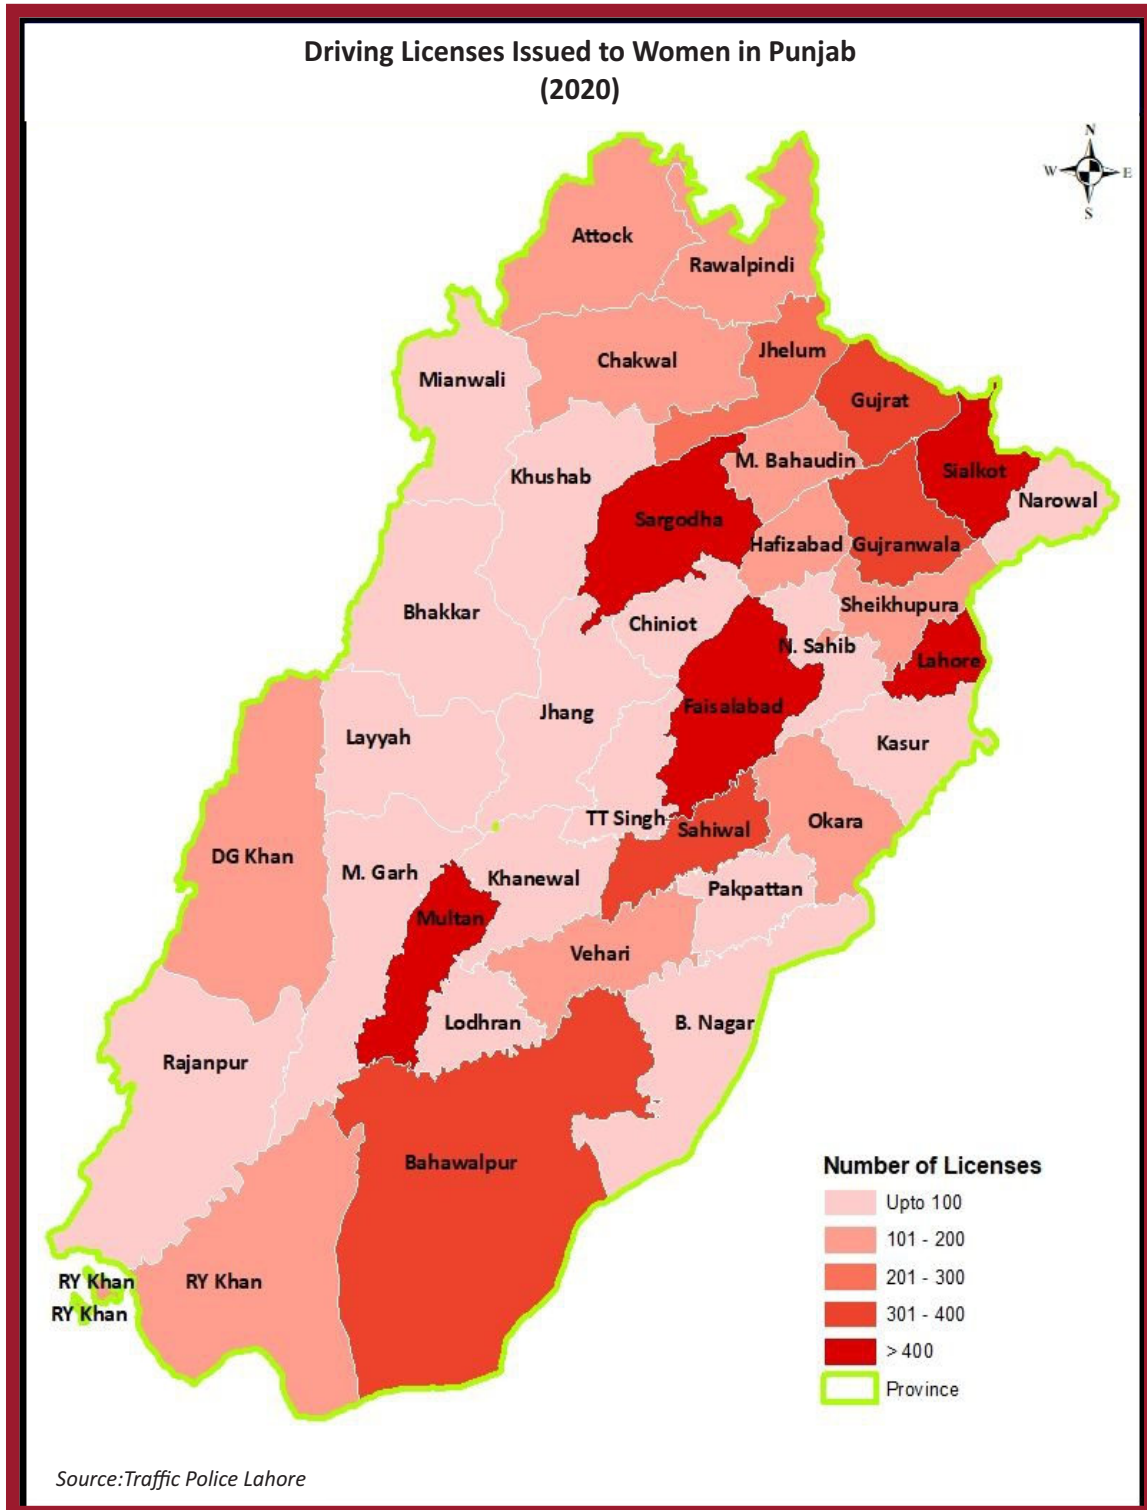 Driving Licenses Issued to Women in Punjab
(2020)
N
W
E
S
Attock
Rawalpindi
Chakwal
Jhelum
Mianwali
Gujrat
M. Bahaudin
Sialkot
Khushab
Narowal
Sargodha
Hafizabad
Gujranwala
Bhakkar
Sheikhupura
Chiniot
N. Sahib
Lahore
Faisalabad
Jhang
Layyah
Kasur
TT Singh
Sahiwal
Okara
DG Khan
M. Garh
Khanewal
Pakpattan
Multan
Vehari
Lodhran
B. Nagar
Rajanpur
Bahawalpur
RY Khan
RY Khan
RY Khan
Number of Licenses
Upto 100
101 - 200
201 - 300
301 - 400
> 400
Province
Source:Traffic Police Lahore